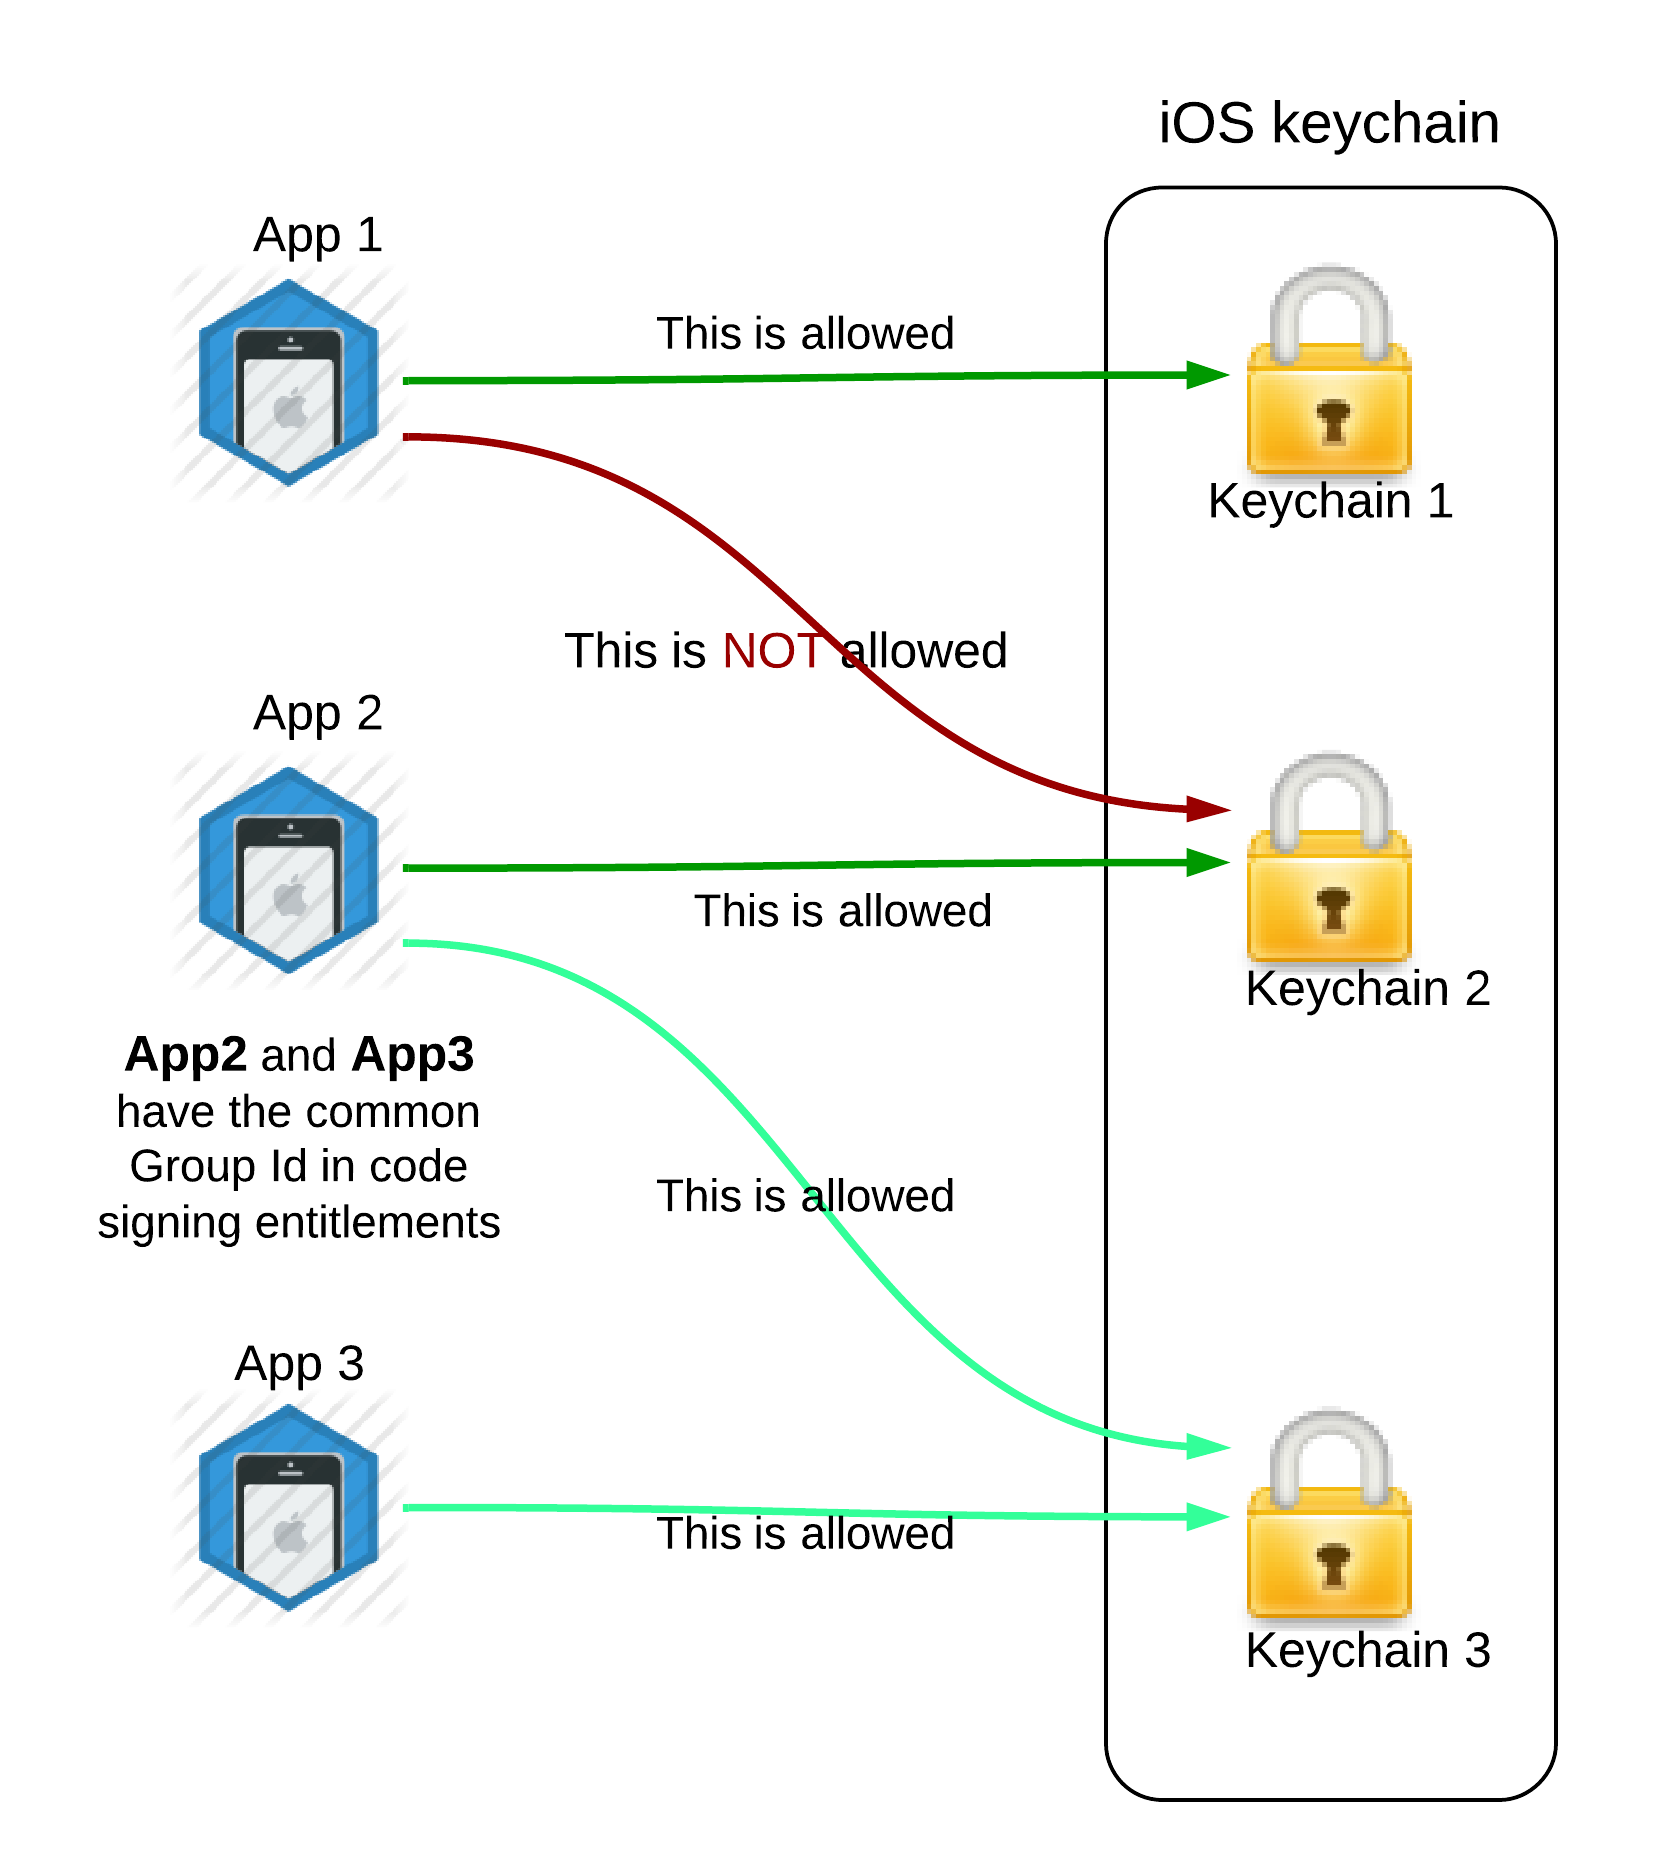 iOS keychain
App 1
This is allowed
Keychain 1
This is NOT allowed
App 2
This is allowed
Keychain 2
App2 and App3
have the common
Group Id in code
signing entitlements
This is allowed
App 3
This is allowed
Keychain 3